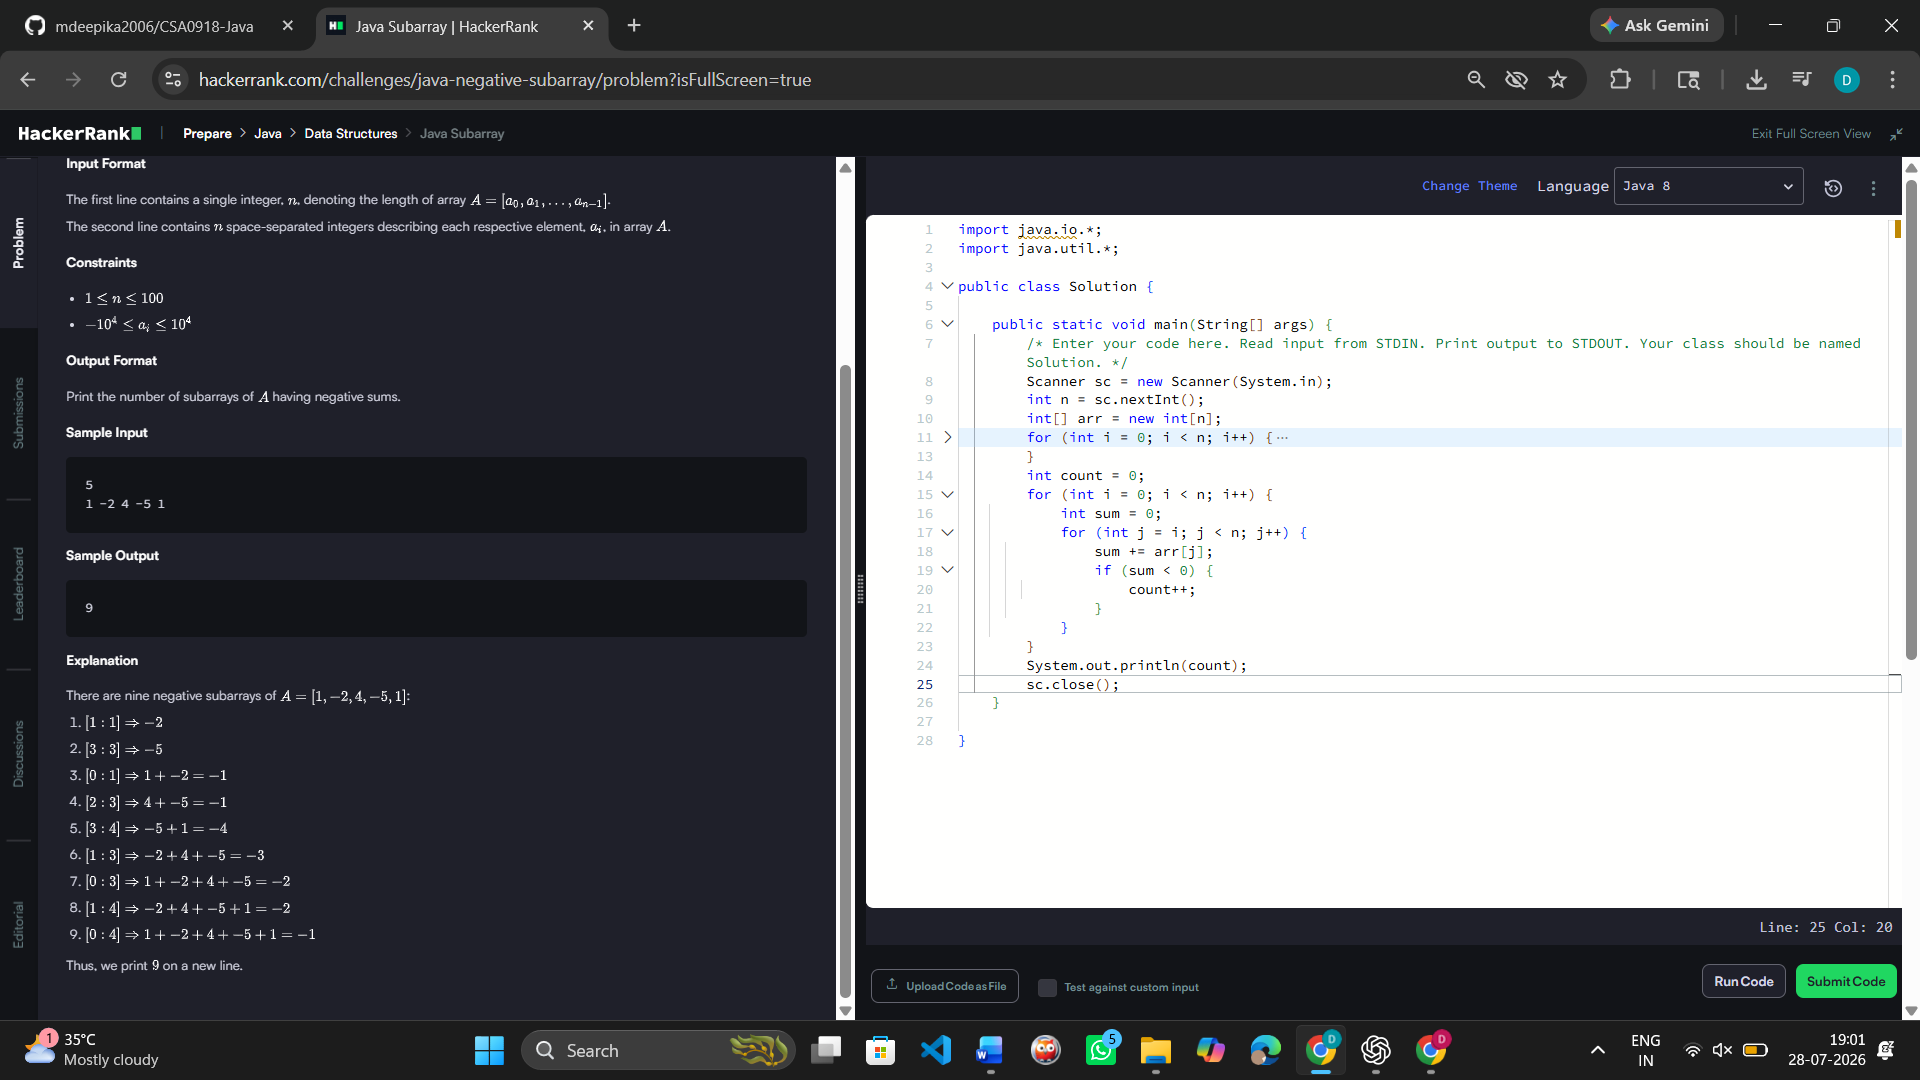 mdeepika2006/CSA0918-Java
Java Subarray | HackerRank
Ask Gemini
hackerrank.com/challenges/java-negative-subarray/problem?isFullScreen=true
D
HackerRank
Prepare > Java > Data Structures > Java Subarray
Exit Full Screen View
Problem
Submissions
Leaderboard
Discussions
Editorial
Input Format
The first line contains a single integer, n, denoting the length of array A = [a0, a1, . . . , an−1].
The second line contains n space-separated integers describing each respective element, ai, in array A.
Constraints
• 1 ≤ n ≤ 100
• −10^4 ≤ ai ≤ 10^4
Output Format
Print the number of subarrays of A having negative sums.
Sample Input
5
1 -2 4 -5 1
Sample Output
9
Explanation
There are nine negative subarrays of A = [1, −2, 4, −5, 1]:
1. [1 : 1] ⇒ −2
2. [3 : 3] ⇒ −5
3. [0 : 1] ⇒ 1 + −2 = −1
4. [2 : 3] ⇒ 4 + −5 = −1
5. [3 : 4] ⇒ −5 + 1 = −4
6. [1 : 3] ⇒ −2 + 4 + −5 = −3
7. [0 : 3] ⇒ 1 + −2 + 4 + −5 = −2
8. [1 : 4] ⇒ −2 + 4 + −5 + 1 = −2
9. [0 : 4] ⇒ 1 + −2 + 4 + −5 + 1 = −1
Thus, we print 9 on a new line.
Change Theme Language Java 8
1 import java.io.*;
2 import java.util.*;
3
4 public class Solution {
5
6 public static void main(String[] args) {
7 /* Enter your code here. Read input from STDIN. Print output to STDOUT. Your class should be named
Solution. */
8 Scanner sc = new Scanner(System.in);
9 int n = sc.nextInt();
10 int[] arr = new int[n];
11 for (int i = 0; i < n; i++) {⋯
13 }
14 int count = 0;
15 for (int i = 0; i < n; i++) {
16 int sum = 0;
17 for (int j = i; j < n; j++) {
18 sum += arr[j];
19 if (sum < 0) {
20 count++;
21 }
22 }
23 }
24 System.out.println(count);
25 sc.close();
26 }
27
28 }
Line: 25 Col: 20
Upload Code as File
Test against custom input
Run Code
Submit Code
1
35°C
Mostly cloudy
Search
5
D
D
ENG
IN
19:01
28-07-2026